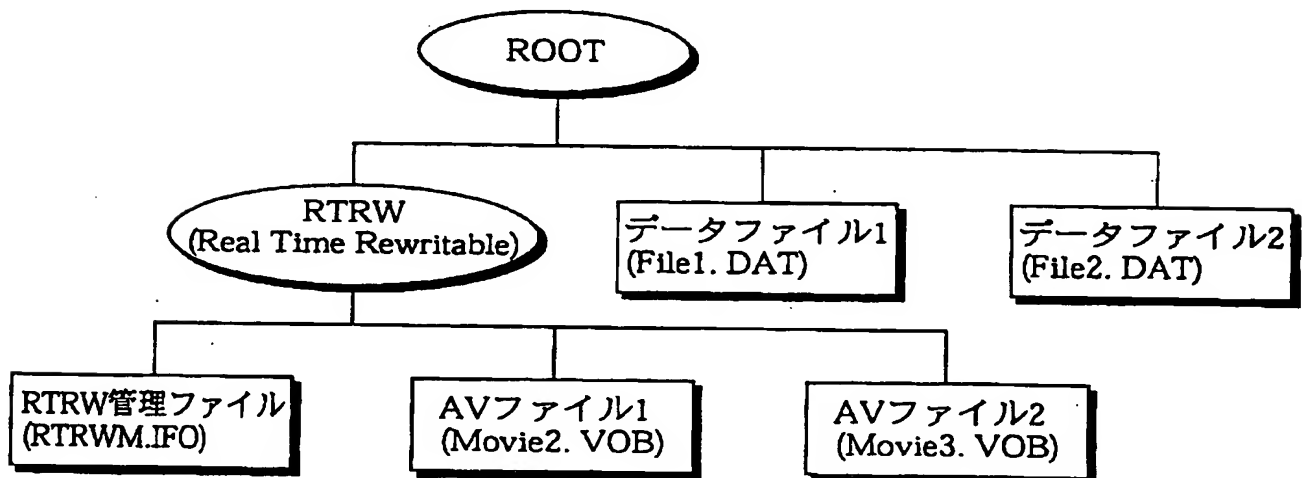 ROOT
RTRW
(Real Time Rewritable)
データファイル1
(File1. DAT)
データファイル2
(File2. DAT)
RTRW管理ファイル
(RTRWM.IFO)
AVファイル1
(Movie2. VOB)
AVファイル2
(Movie3. VOB)